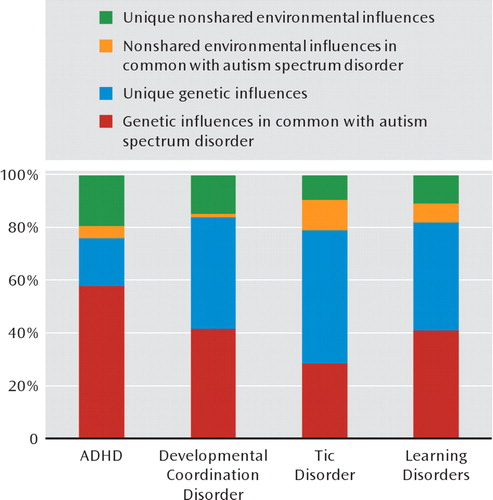 Unique nonshared environmental influences
Nonshared environmental influences in
common with autism spectrum disorder
Unique genetic influences
Genetic influences in common with autism
spectrum disorder
100%
80%
60%
40%
20%
0
ADHD
Developmental
Coordination
Disorder
Tic
Disorder
Learning
Disorders